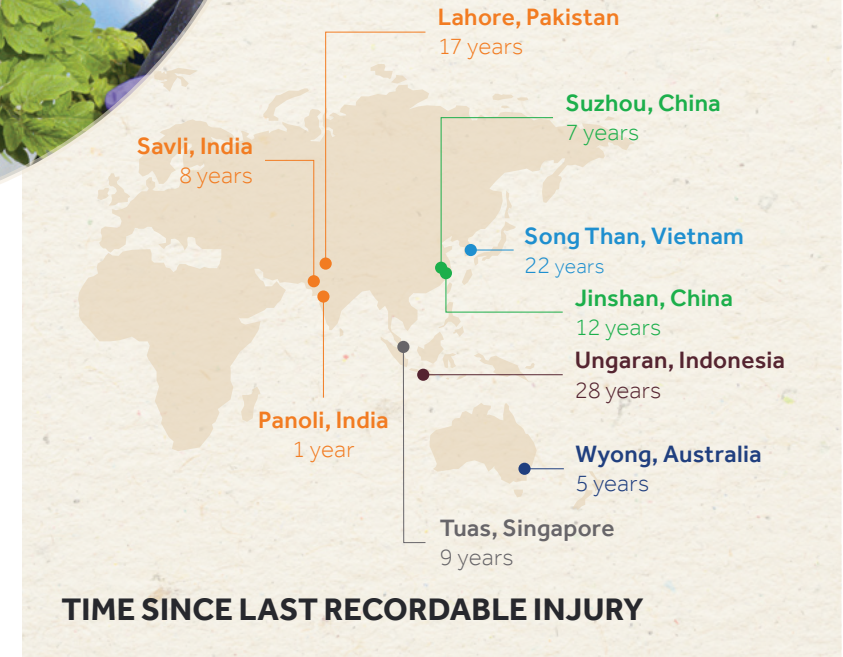 Lahore, Pakistan
17 years
Suzhou, China
7 years
Savli, India
8 years
Song Than, Vietnam
22 years
Jinshan, China
12 years
Ungaran, Indonesia
28 years
Panoli, India
1 year
Wyong, Australia
5 years
Tuas, Singapore
9 years
TIME SINCE LAST RECORDABLE INJURY